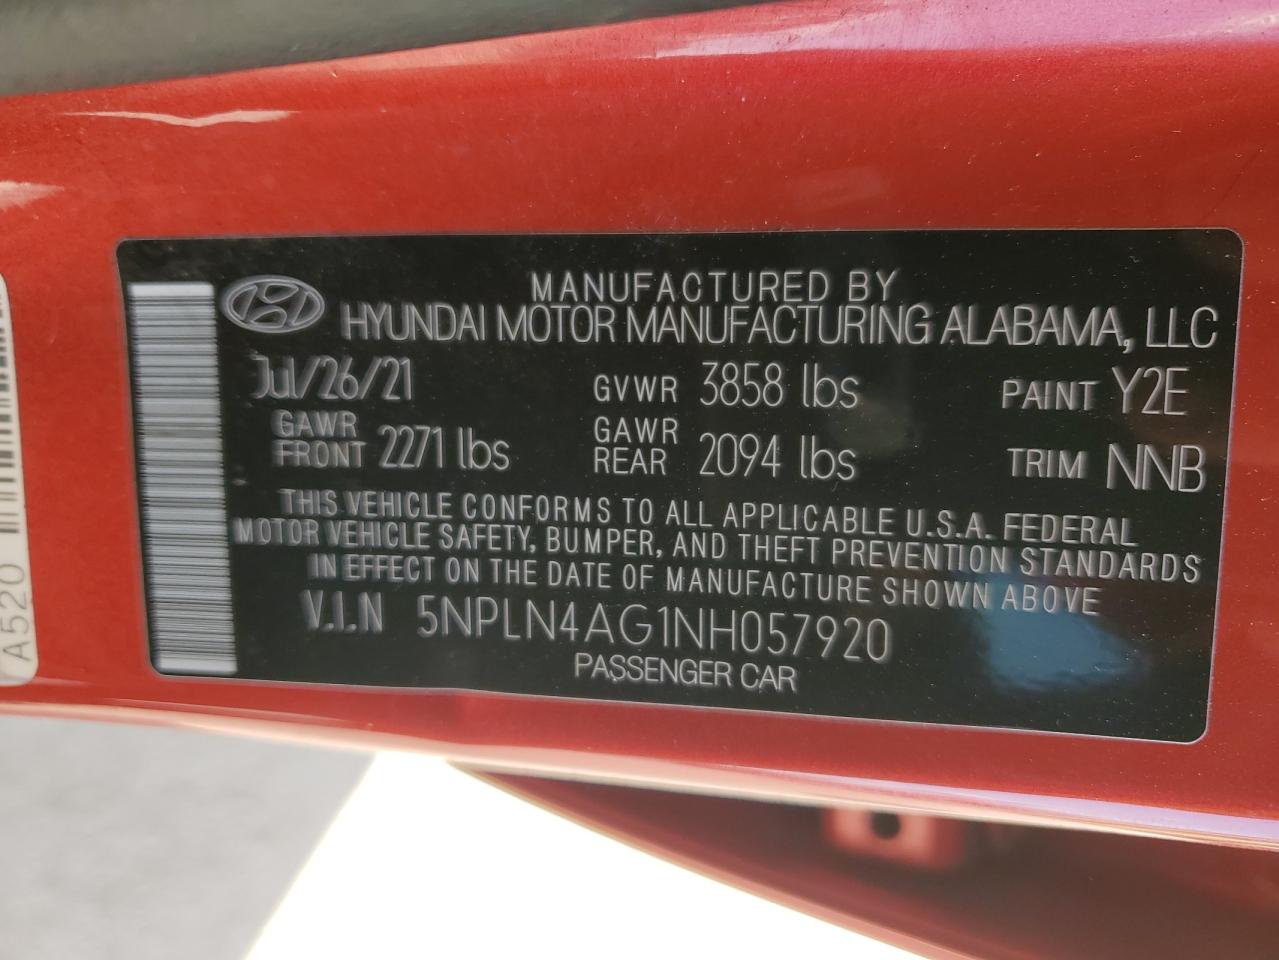 MANUFACTURED BY
HYUNDAI MOTOR MANUFACTURING ALABAMA, LLC
Jul/26/21 GVWR 3858 lbs PAINT Y2E
GAWR FRONT 2271 lbs GAWR REAR 2094 lbs TRIM NNB
THIS VEHICLE CONFORMS TO ALL APPLICABLE U.S.A. FEDERAL
MOTOR VEHICLE SAFETY, BUMPER, AND THEFT PREVENTION STANDARDS
IN EFFECT ON THE DATE OF MANUFACTURE SHOWN ABOVE
V.I.N 5NPLN4AG1NH057920
PASSENGER CAR
A520